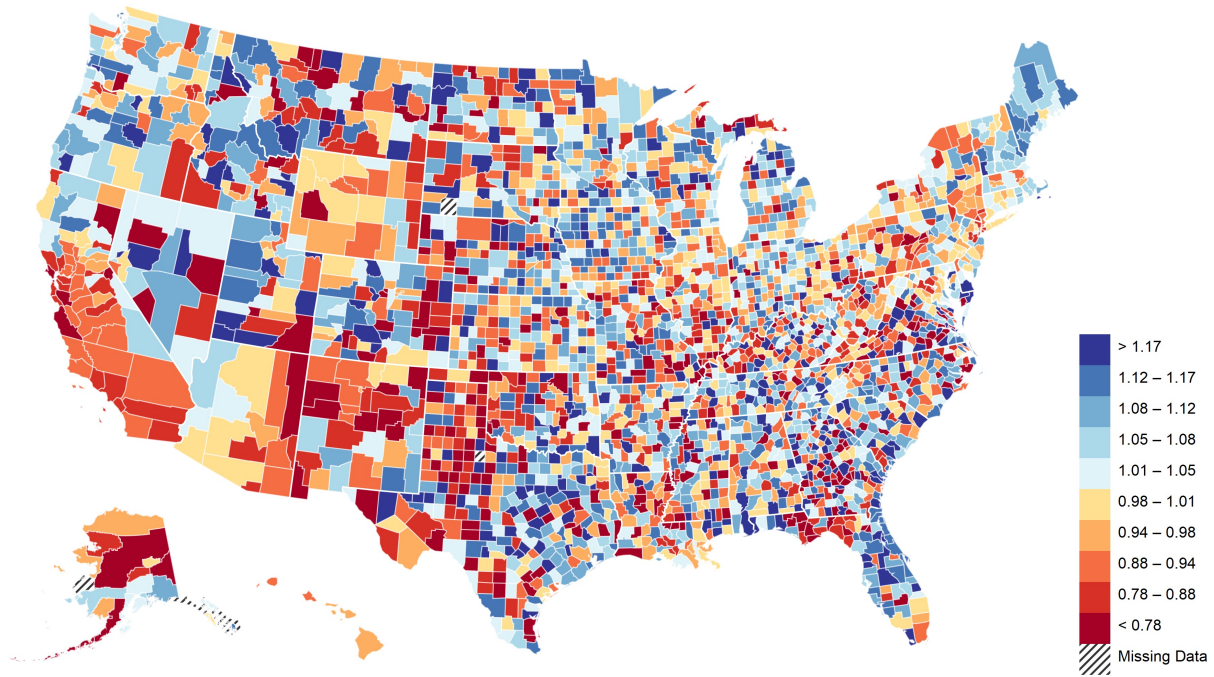 > 1.17
1.12 – 1.17
1.08 – 1.12
1.05 – 1.08
1.01 – 1.05
0.98 – 1.01
0.94 – 0.98
0.88 – 0.94
0.78 – 0.88
< 0.78
Missing Data